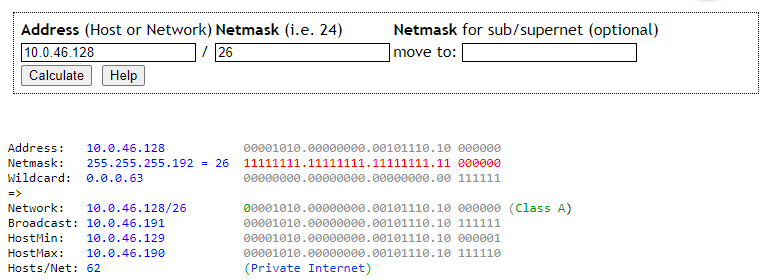 Address (Host or Network) Netmask (i.e. 24) Netmask for sub/supernet (optional)
10.0.46.128 / 26 move to:
Calculate Help
Address: 10.0.46.128 00001010.00000000.00101110.10 000000
Netmask: 255.255.255.192 = 26 11111111.11111111.11111111.11 000000
Wildcard: 0.0.0.63 00000000.00000000.00000000.00 111111
=>
Network: 10.0.46.128/26 00001010.00000000.00101110.10 000000 (Class A)
Broadcast: 10.0.46.191 00001010.00000000.00101110.10 111111
HostMin: 10.0.46.129 00001010.00000000.00101110.10 000001
HostMax: 10.0.46.190 00001010.00000000.00101110.10 111110
Hosts/Net: 62 (Private Internet)